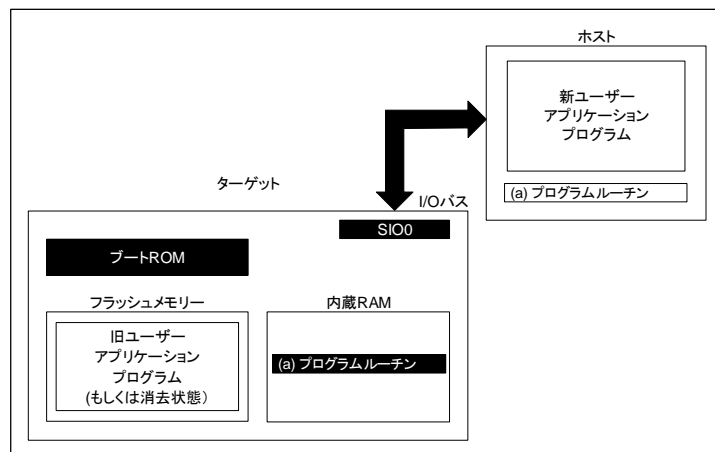 ホスト
新ユーザー
アプリケーション
プログラム
(a) プログラムルーチン
ターゲット
I/Oバス
SIO0
ブートROM
フラッシュメモリー
内蔵RAM
旧ユーザー
アプリケーション
プログラム
(もしくは消去状態)
(a) プログラムルーチン